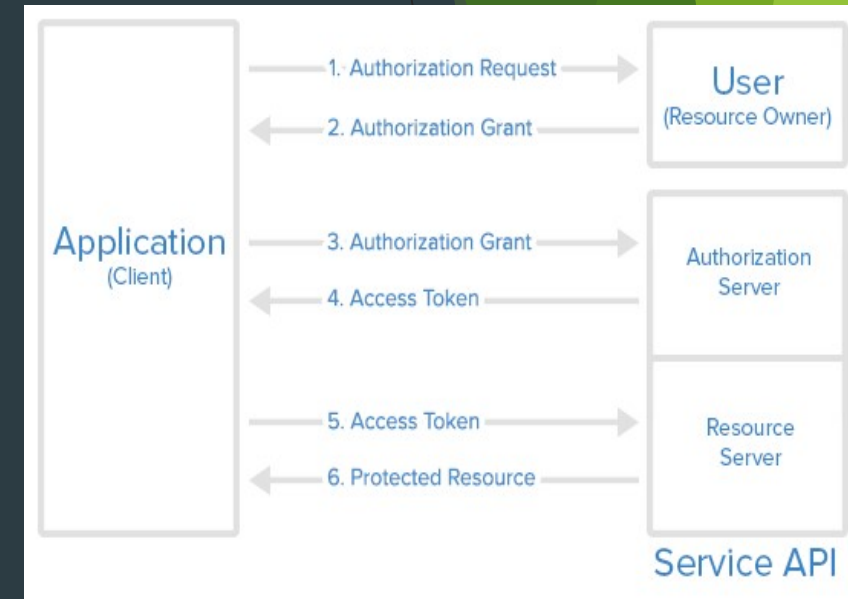 1. Authorization Request
User
(Resource Owner)
2. Authorization Grant
Application
(Client)
3. Authorization Grant
Authorization
Server
4. Access Token
5. Access Token
Resource
Server
6. Protected Resource
Service API